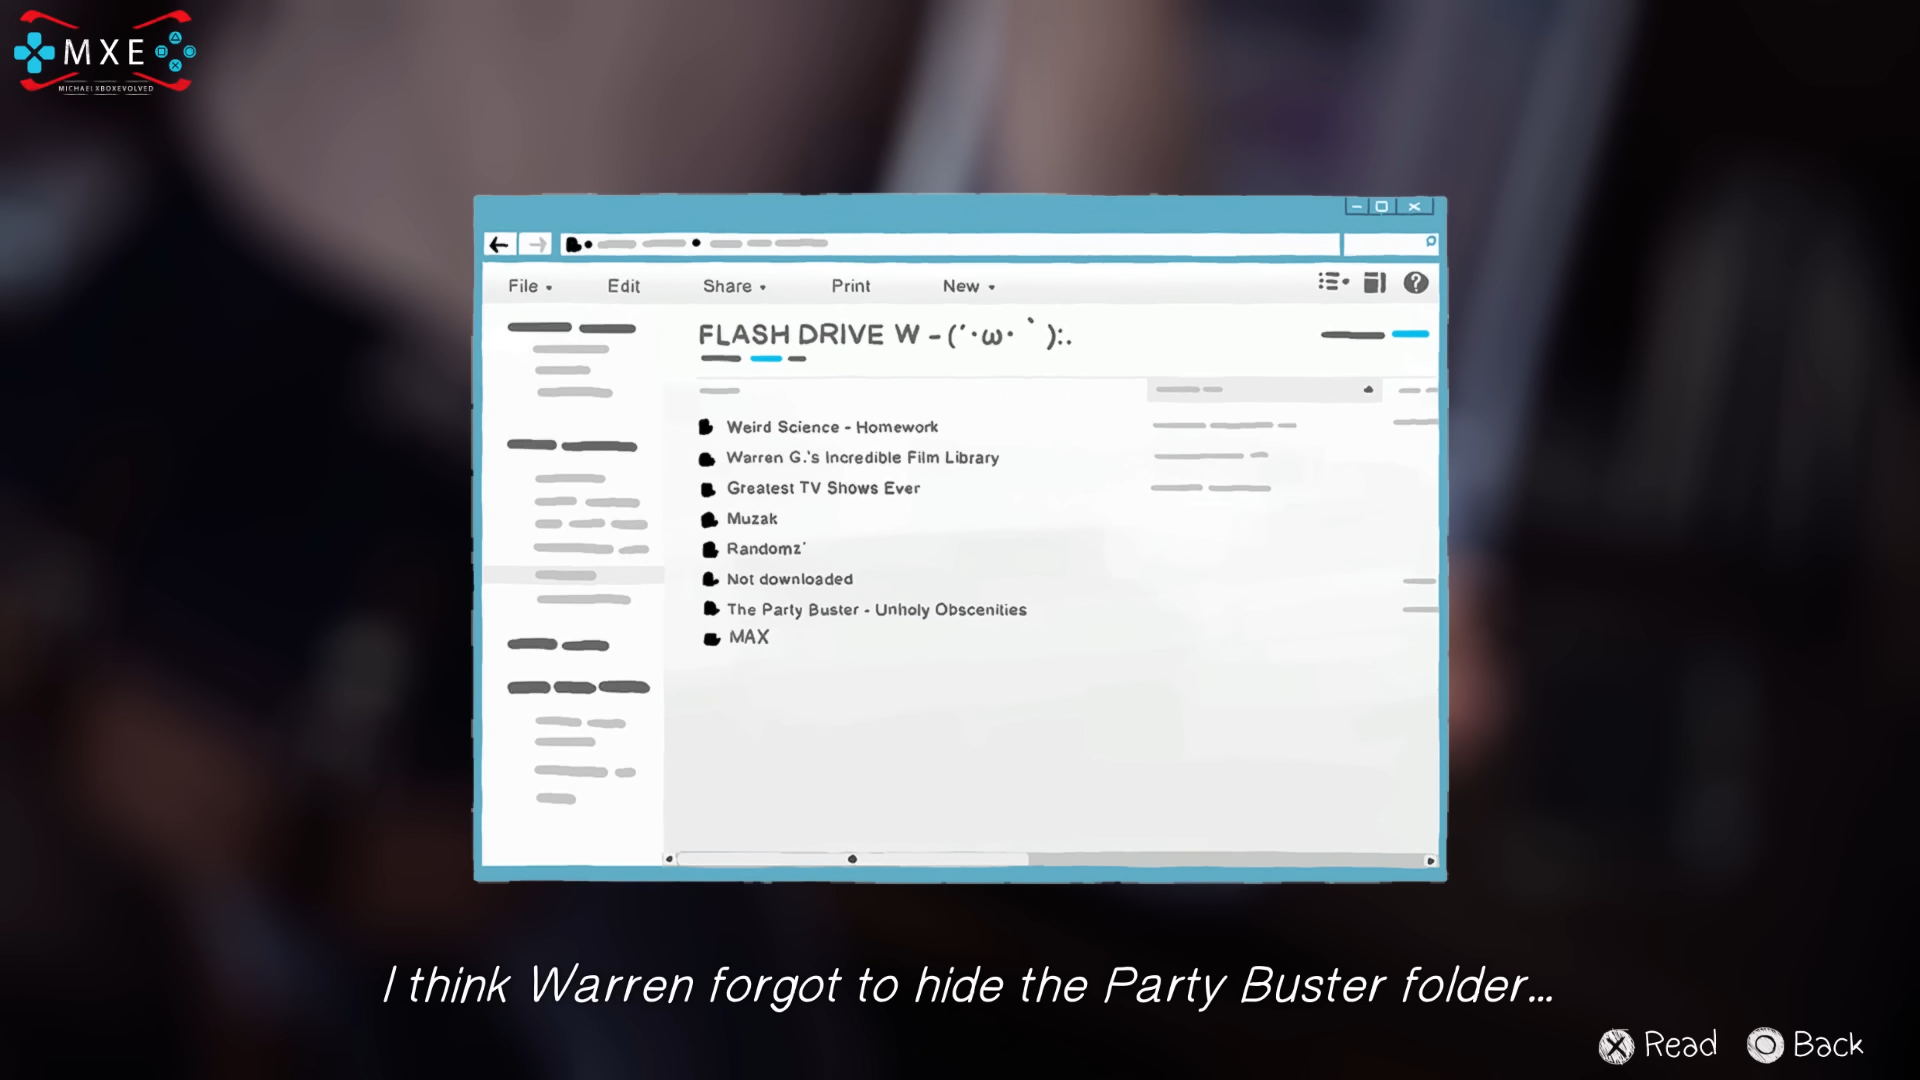 MXE
MICHAELXBOXEVOLVED
File
Edit
Share
Print
New
FLASH DRIVE W - (´·ω·`):.
Weird Science - Homework
Warren G.'s Incredible Film Library
Greatest TV Shows Ever
Muzak
Randomz'
Not downloaded
The Party Buster - Unholy Obscenities
MAX
I think Warren forgot to hide the Party Buster folder...
Read
Back